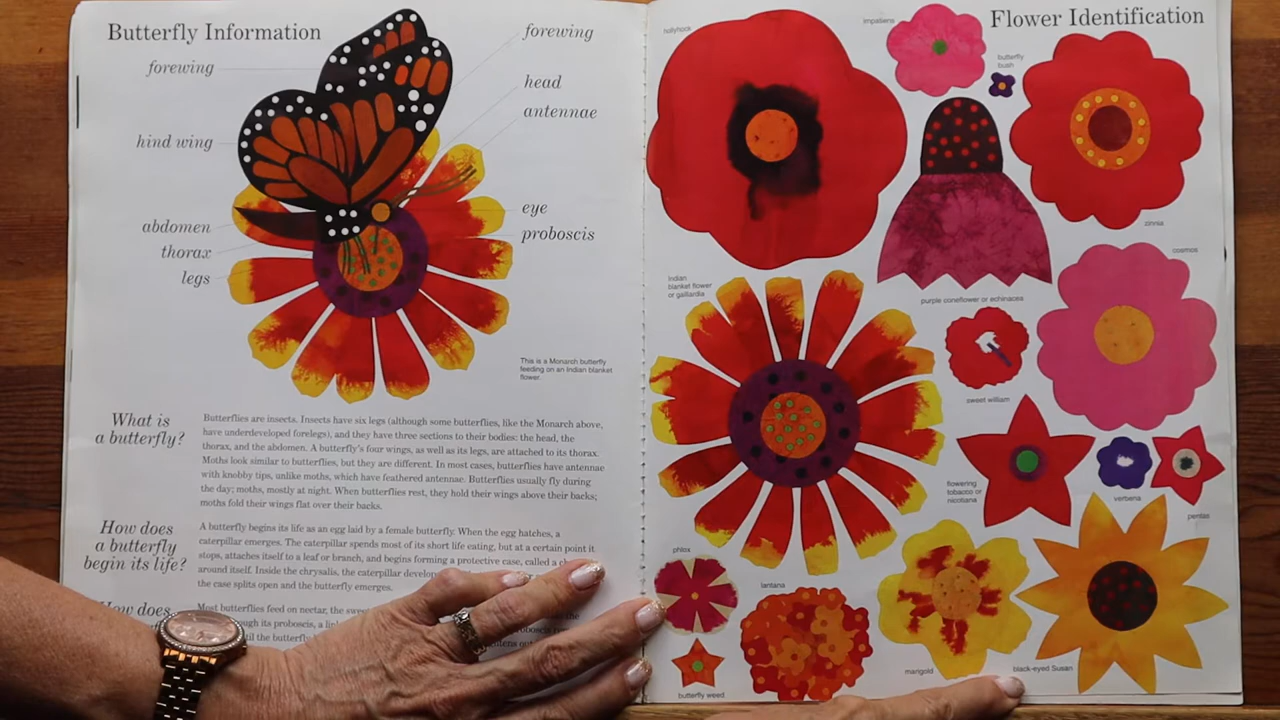 Butterfly Information
forewing
forewing
head
antennae
hind wing
abdomen
thorax
legs
eye
proboscis
This is a Monarch butterfly
feeding on an Indian blanket
flower.
What is
a butterfly?
Butterflies are insects. Insects have six legs (although some butterflies, like the Monarch above,
have underdeveloped forelegs), and they have three sections to their bodies: the head, the
thorax, and the abdomen. A butterfly's four wings, as well as its legs, are attached to its thorax.
Moths look similar to butterflies, but they are different. In most cases, butterflies have antennae
with knobby tips, unlike moths, which have feathered antennae. Butterflies usually fly during
the day; moths, mostly at night. When butterflies rest, they hold their wings above their backs;
moths fold their wings flat over their backs.
How does
a butterfly
begin its life?
A butterfly begins its life as an egg laid by a female butterfly. When the egg hatches, a
caterpillar emerges. The caterpillar spends most of its short life eating, but at a certain point it
stops, attaches itself to a leaf or branch, and begins forming a protective case, called a
around itself. Inside the chrysalis, the caterpillar
the case splits open and the butterfly emerges.
How does
Most butterflies feed on nectar, the
through its proboscis, a
the
Flower Identification
hollyhock
impatiens
butterfly
bush
zinnia
purple coneflower or echinacea
cosmos
Indian
blanket flower
or gaillardia
sweet william
flowering
tobacco or
nicotiana
verbena
pentas
phlox
lantana
marigold
black-eyed Susan
butterfly weed